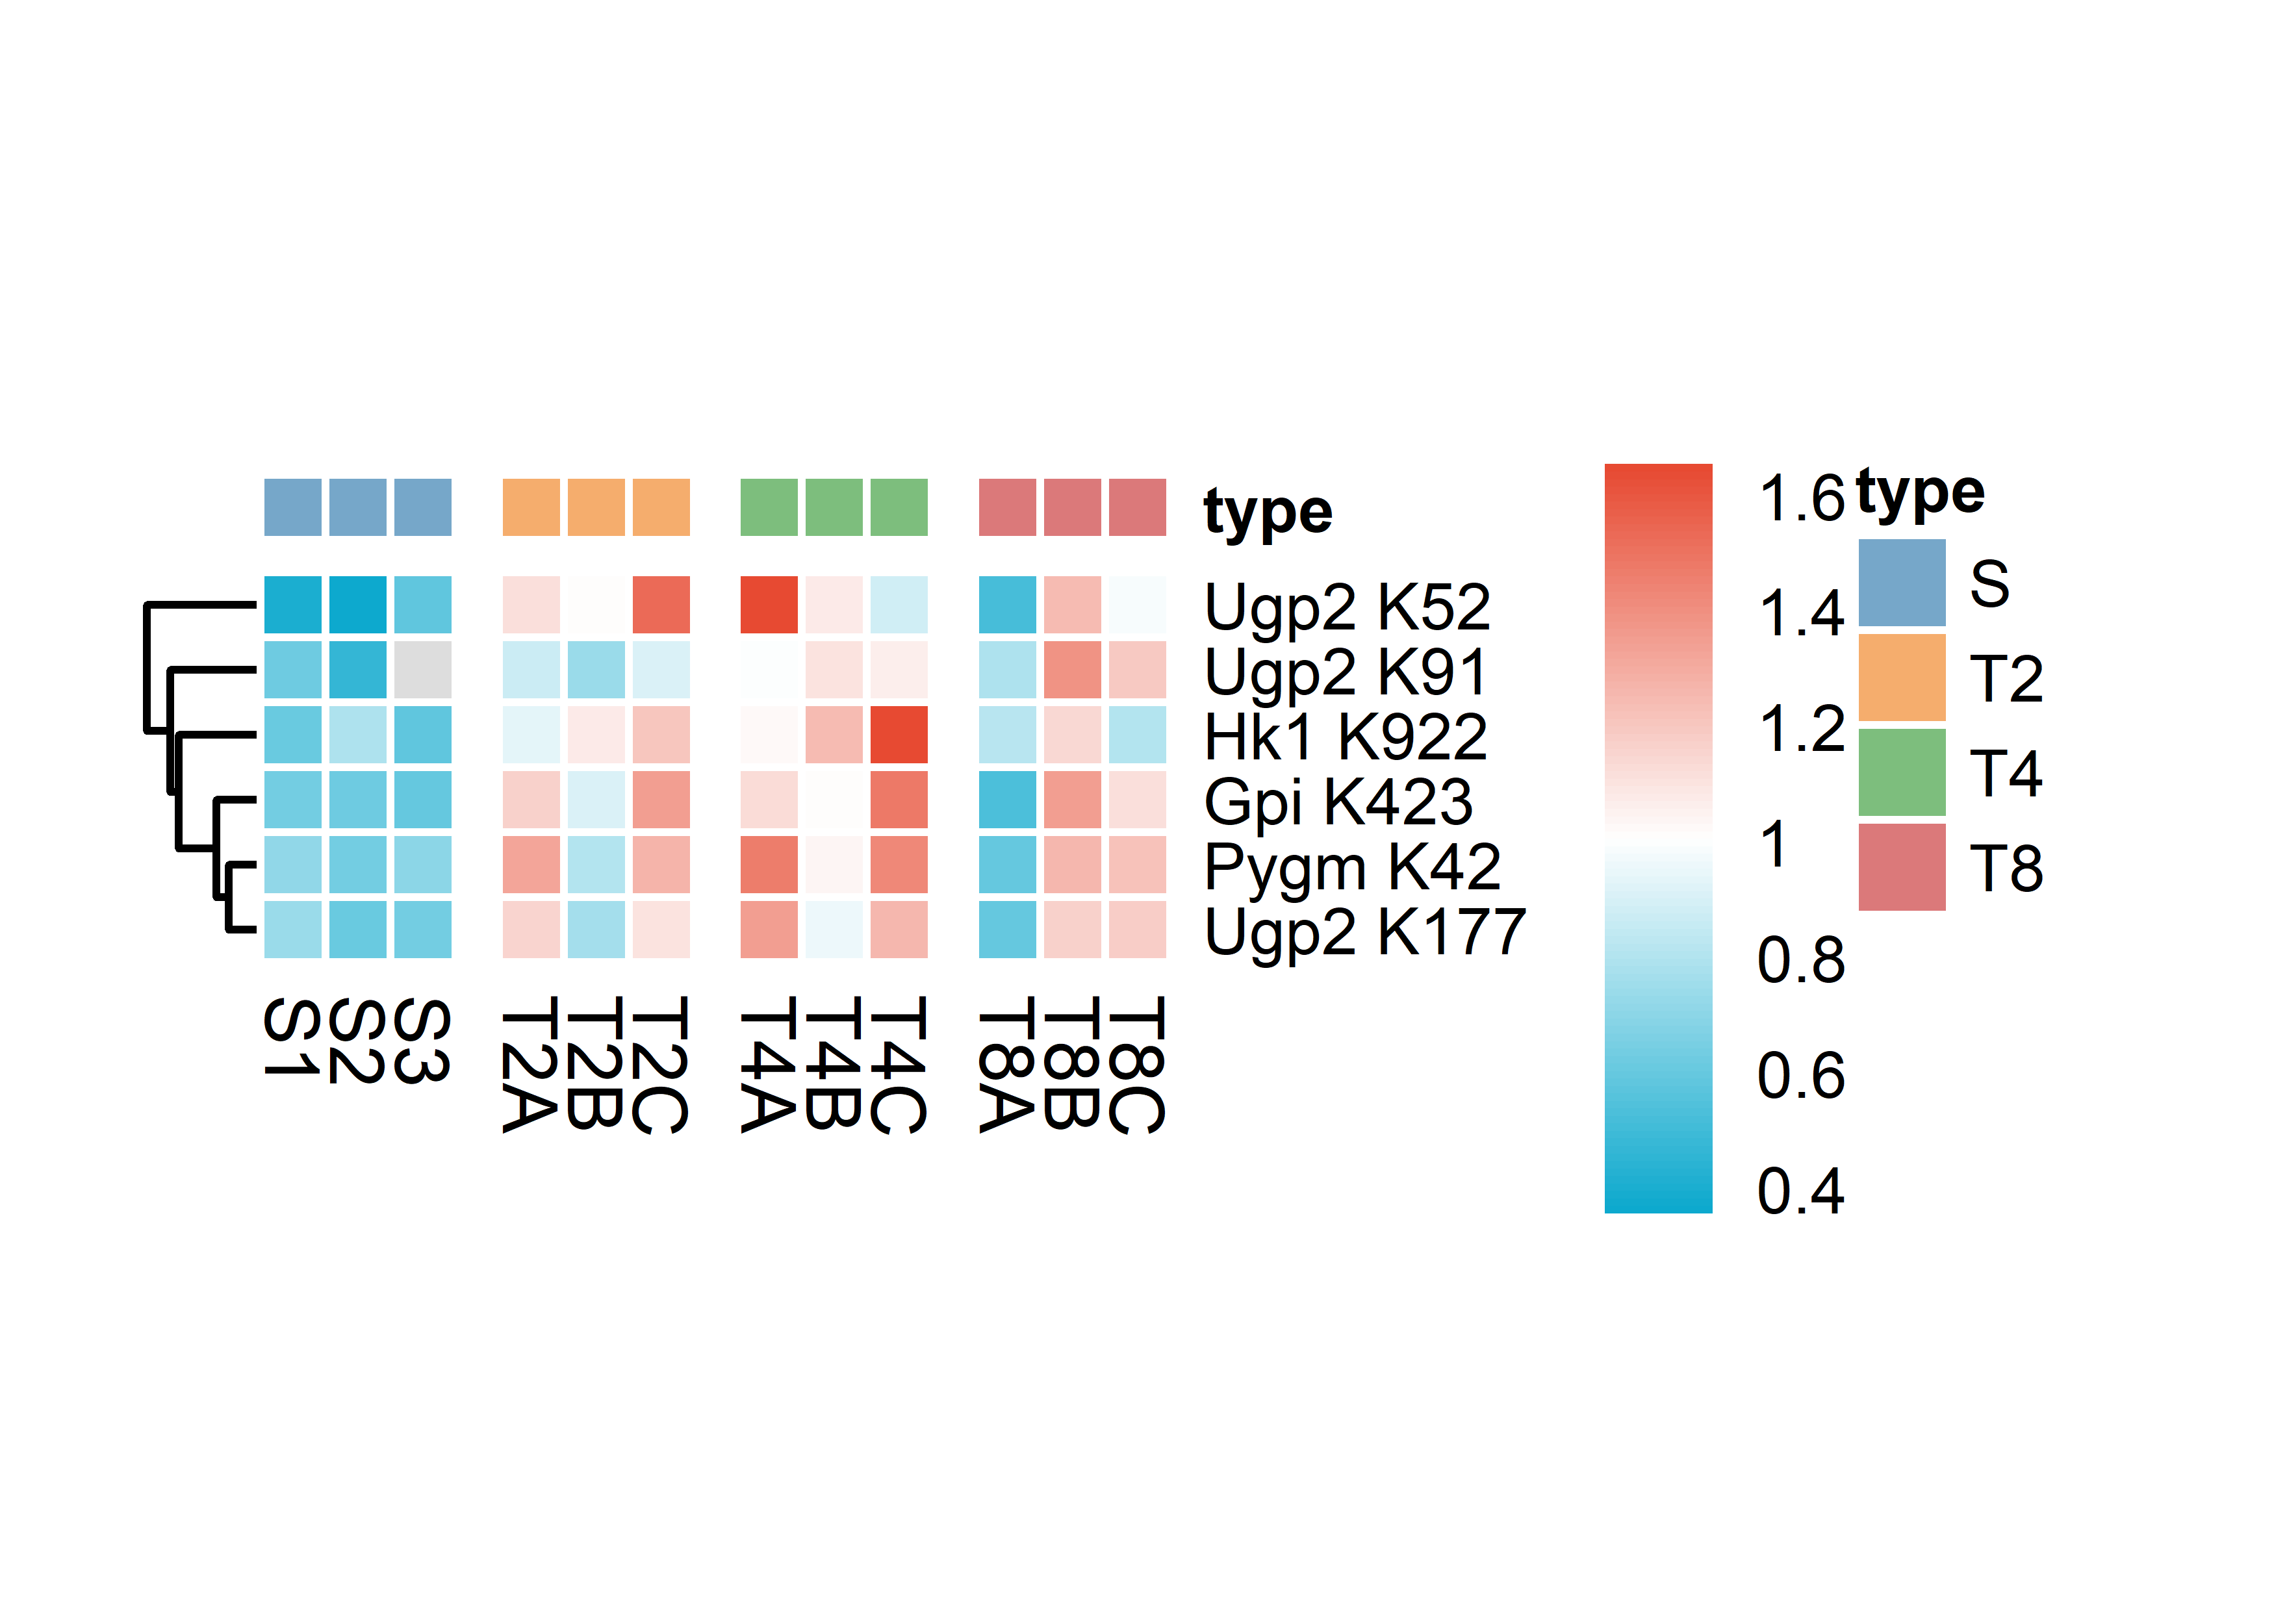 type
Ugp2 K52
Ugp2 K91
Hk1 K922
Gpi K423
Pygm K42
Ugp2 K177
S1
S2
S3
T2A
T2B
T2C
T4A
T4B
T4C
T8A
T8B
T8C
1.6
1.4
1.2
1
0.8
0.6
0.4
type
S
T2
T4
T8